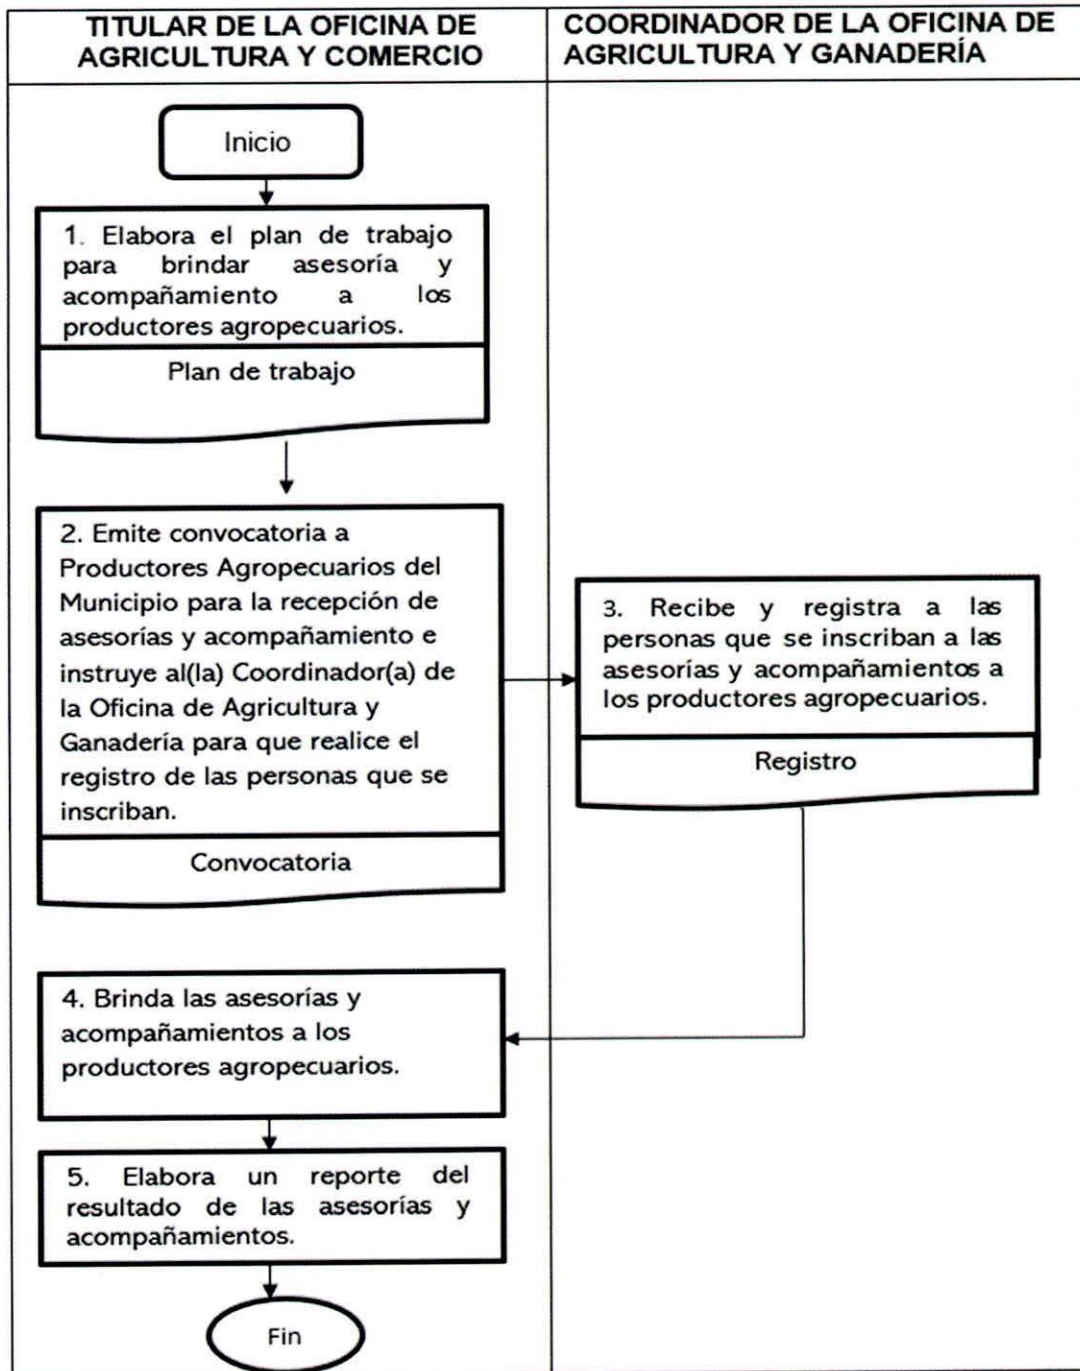 TITULAR DE LA OFICINA DE
AGRICULTURA Y COMERCIO
COORDINADOR DE LA OFICINA DE
AGRICULTURA Y GANADERÍA
Inicio
1. Elabora el plan de trabajo
para brindar asesoría y
acompañamiento a los
productores agropecuarios.
Plan de trabajo
2. Emite convocatoria a
Productores Agropecuarios del
Municipio para la recepción de
asesorías y acompañamiento e
instruye al(la) Coordinador(a) de
la Oficina de Agricultura y
Ganadería para que realice el
registro de las personas que se
inscriban.
Convocatoria
3. Recibe y registra a las
personas que se inscriban a las
asesorías y acompañamientos a
los productores agropecuarios.
Registro
4. Brinda las asesorías y
acompañamientos a los
productores agropecuarios.
5. Elabora un reporte del
resultado de las asesorías y
acompañamientos.
Fin